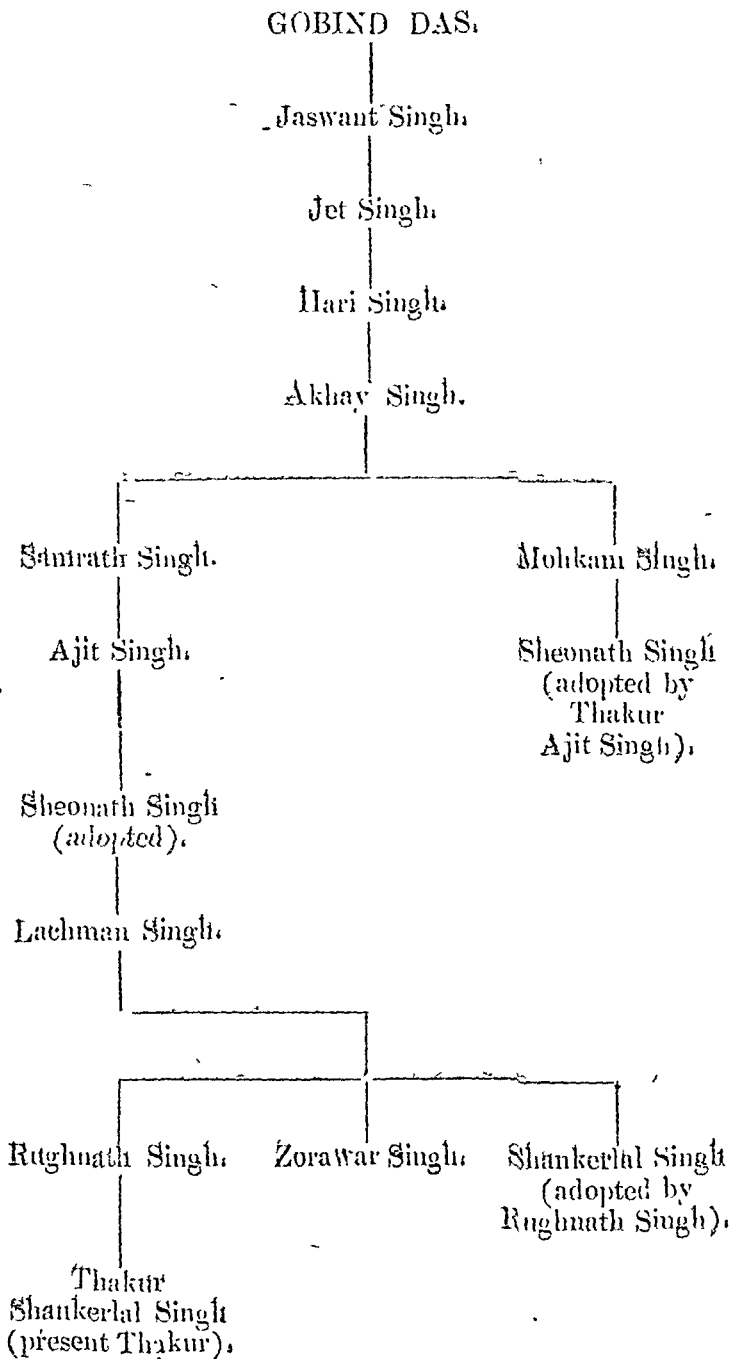 GOBIND DAS.
Jaswant Singh.
Jet Singh.
Hari Singh.
Akhay Singh.
Samrath Singh. Mohkam Singh.
Ajit Singh. Sheonath Singh
(adopted by
Thakur
Ajit Singh).
Sheonath Singh
(adopted).
Lachman Singh.
Rughnath Singh. Zorawar Singh. Shankerlal Singh
(adopted by
Rughnath Singh).
Thakur
Shankerlal Singh
(present Thakur).